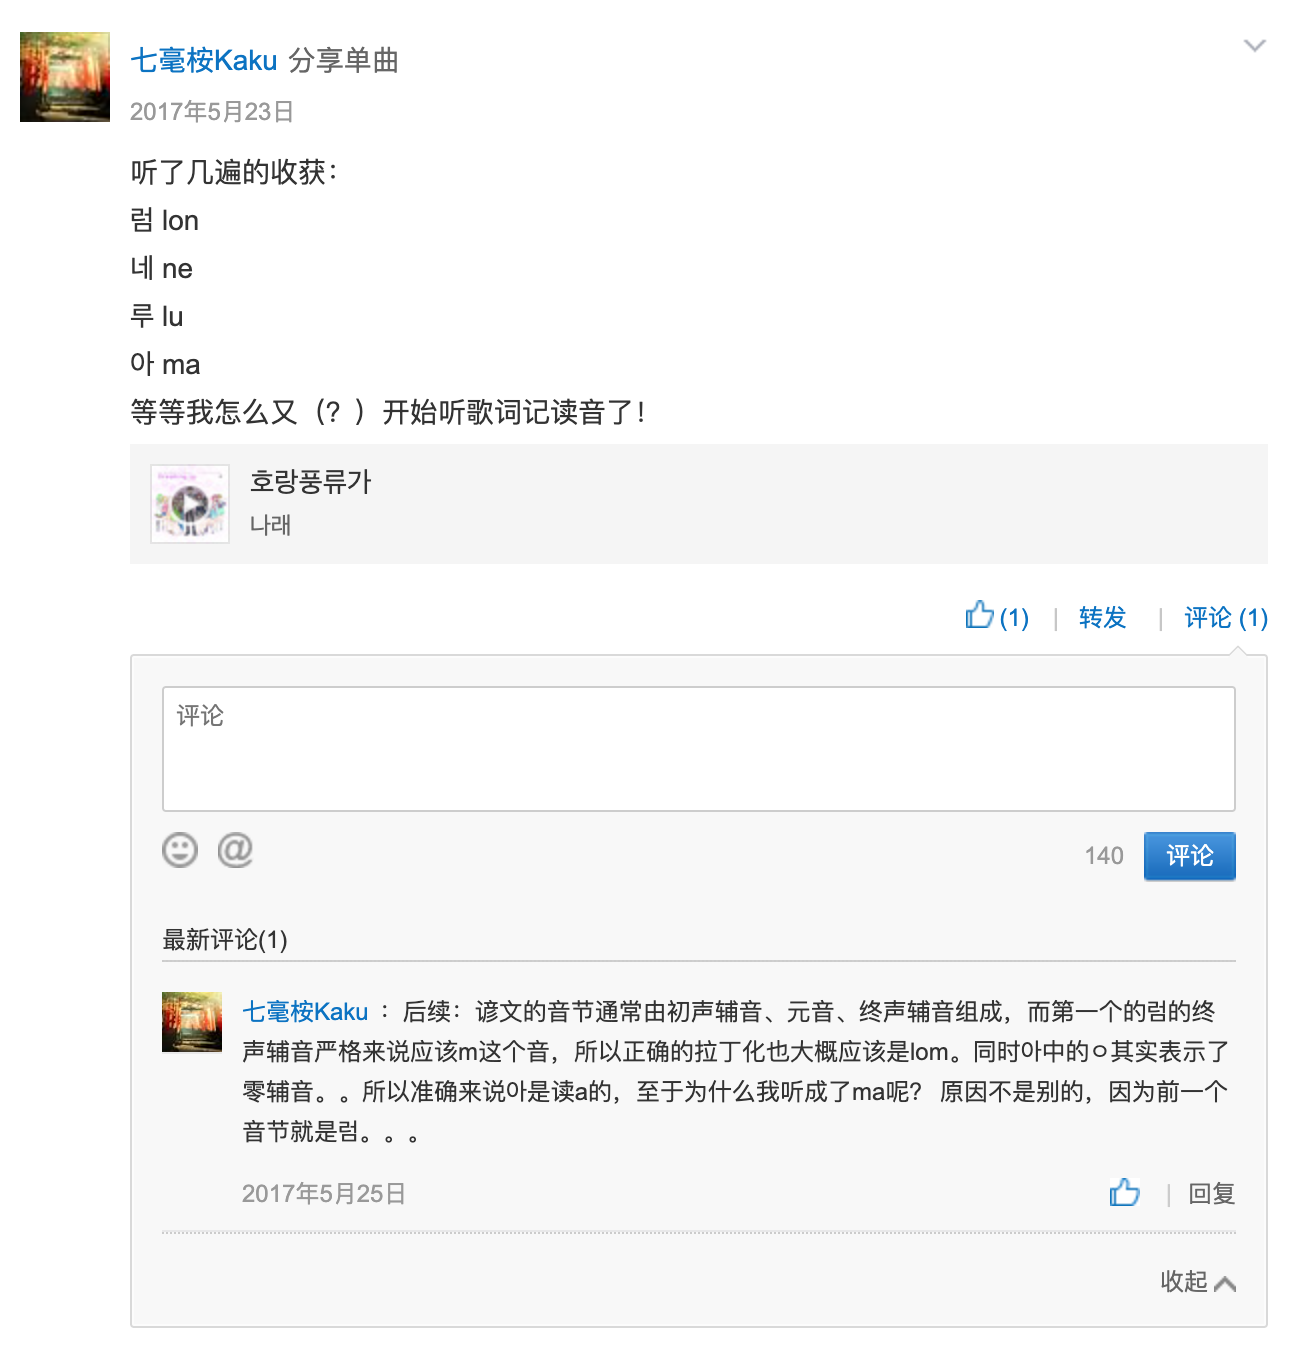 七毫桉Kaku 分享单曲
2017年5月23日
听了几遍的收获：
럼 lon
네 ne
루 lu
아 ma
等等我怎么又（？）开始听歌词记读音了！
호랑풍류가
나래
(1) | 转发 | 评论 (1)
评论
@ 140 评论
最新评论(1)
七毫桉Kaku ：后续：谚文的音节通常由初声辅音、元音、终声辅音组成，而第一个的럼的终
声辅音严格来说应该m这个音，所以正确的拉丁化也大概应该是lom。同时아中的ㅇ其实表示了
零辅音。。所以准确来说아是读a的，至于为什么我听成了ma呢？ 原因不是别的，因为前一个
音节就是럼。。。
2017年5月25日 | 回复
收起